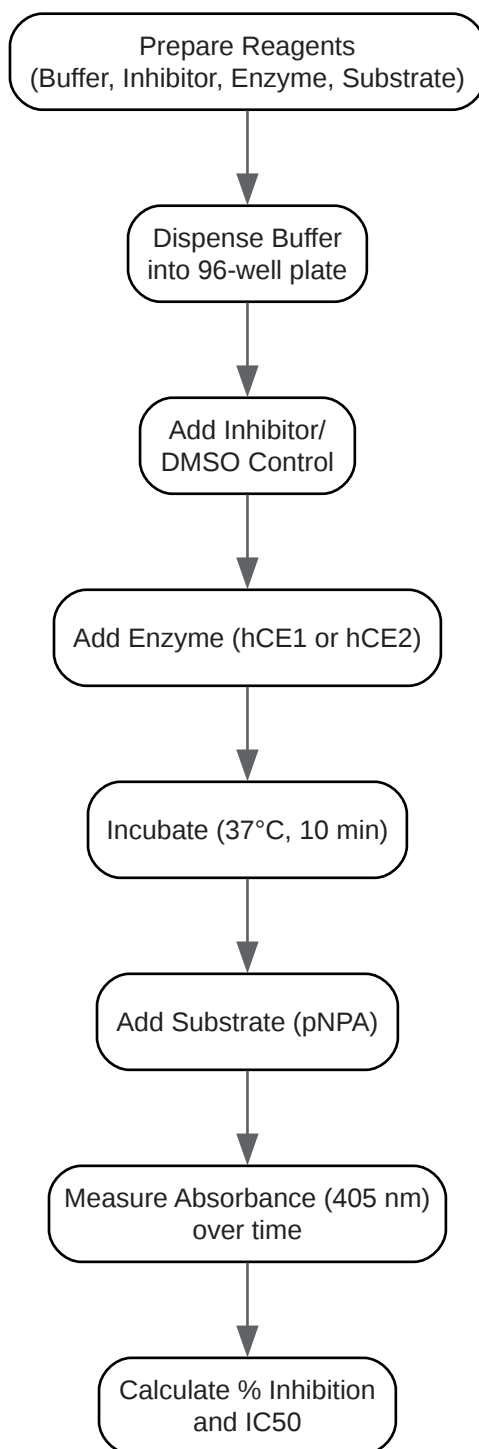 Prepare Reagents
(Buffer, Inhibitor, Enzyme, Substrate)
Dispense Buffer
into 96-well plate
Add Inhibitor/
DMSO Control
Add Enzyme (hCE1 or hCE2)
Incubate (37°C, 10 min)
Add Substrate (pNPA)
Measure Absorbance (405 nm)
over time
Calculate % Inhibition
and IC50